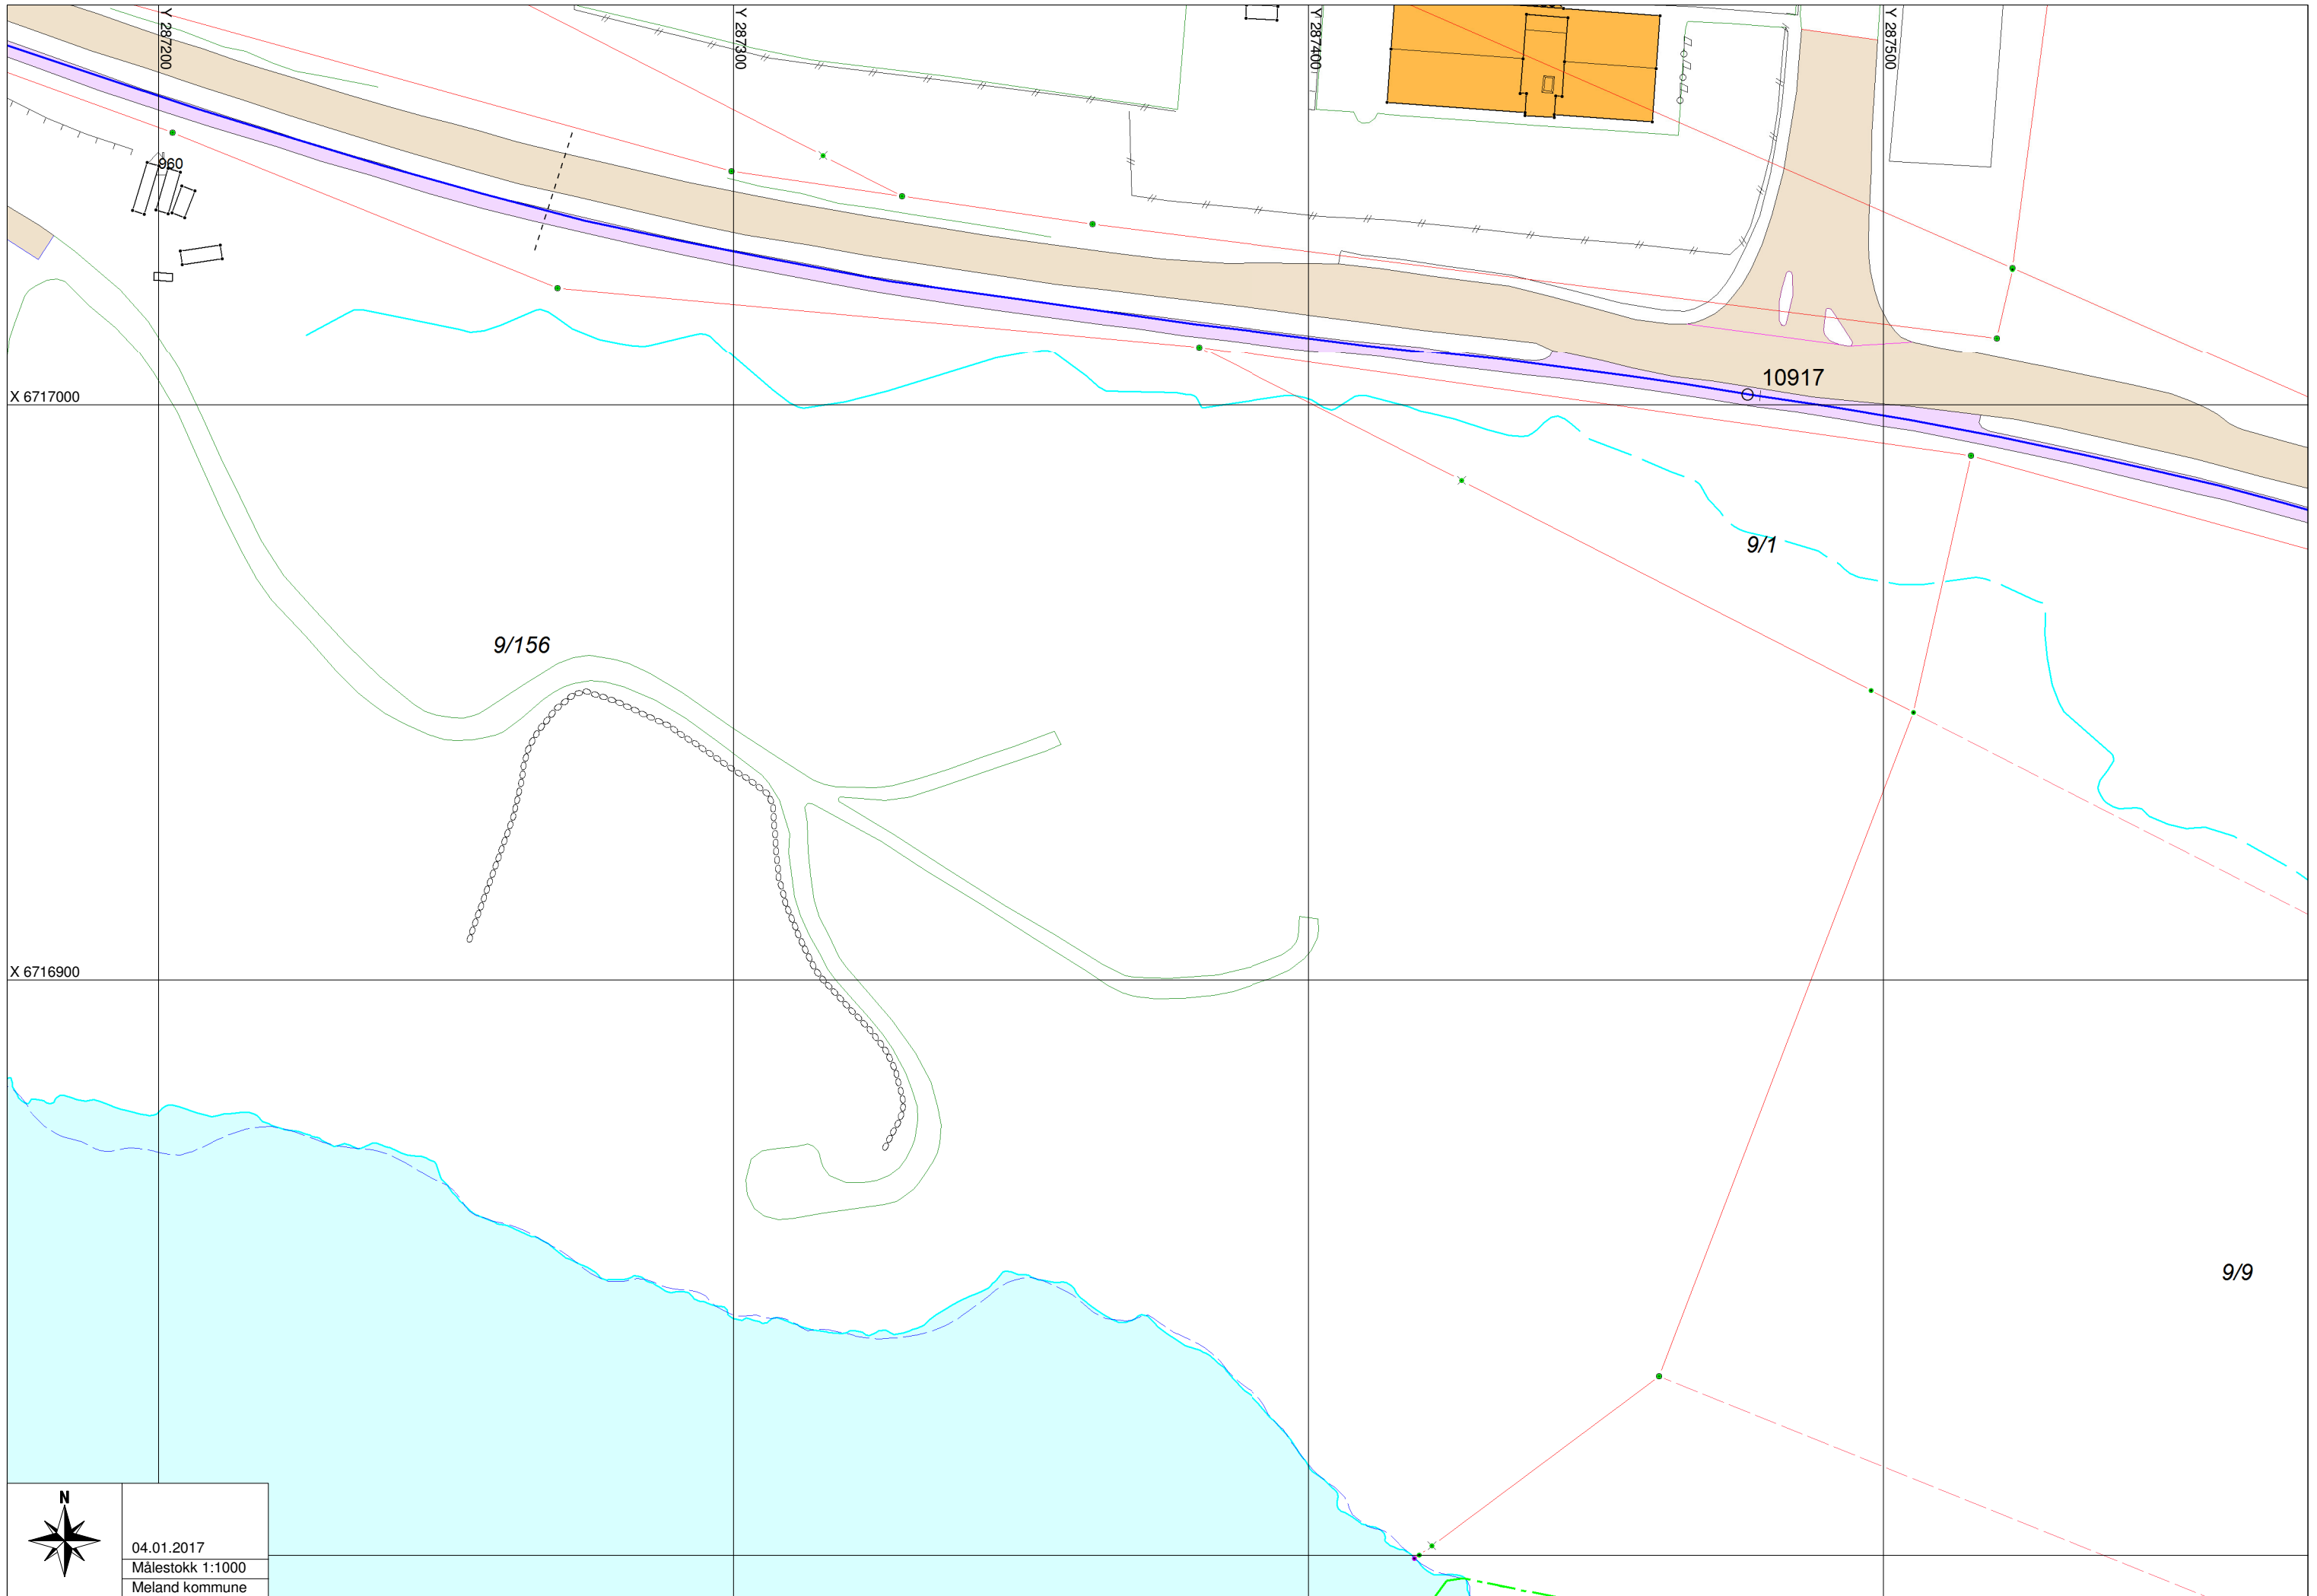 Y 287200
Y 287300
Y 287400
Y 287500
960
10917
X 6717000
9/1
9/156
X 6716900
9/9
N
04.01.2017
Målestokk 1:1000
Meland kommune